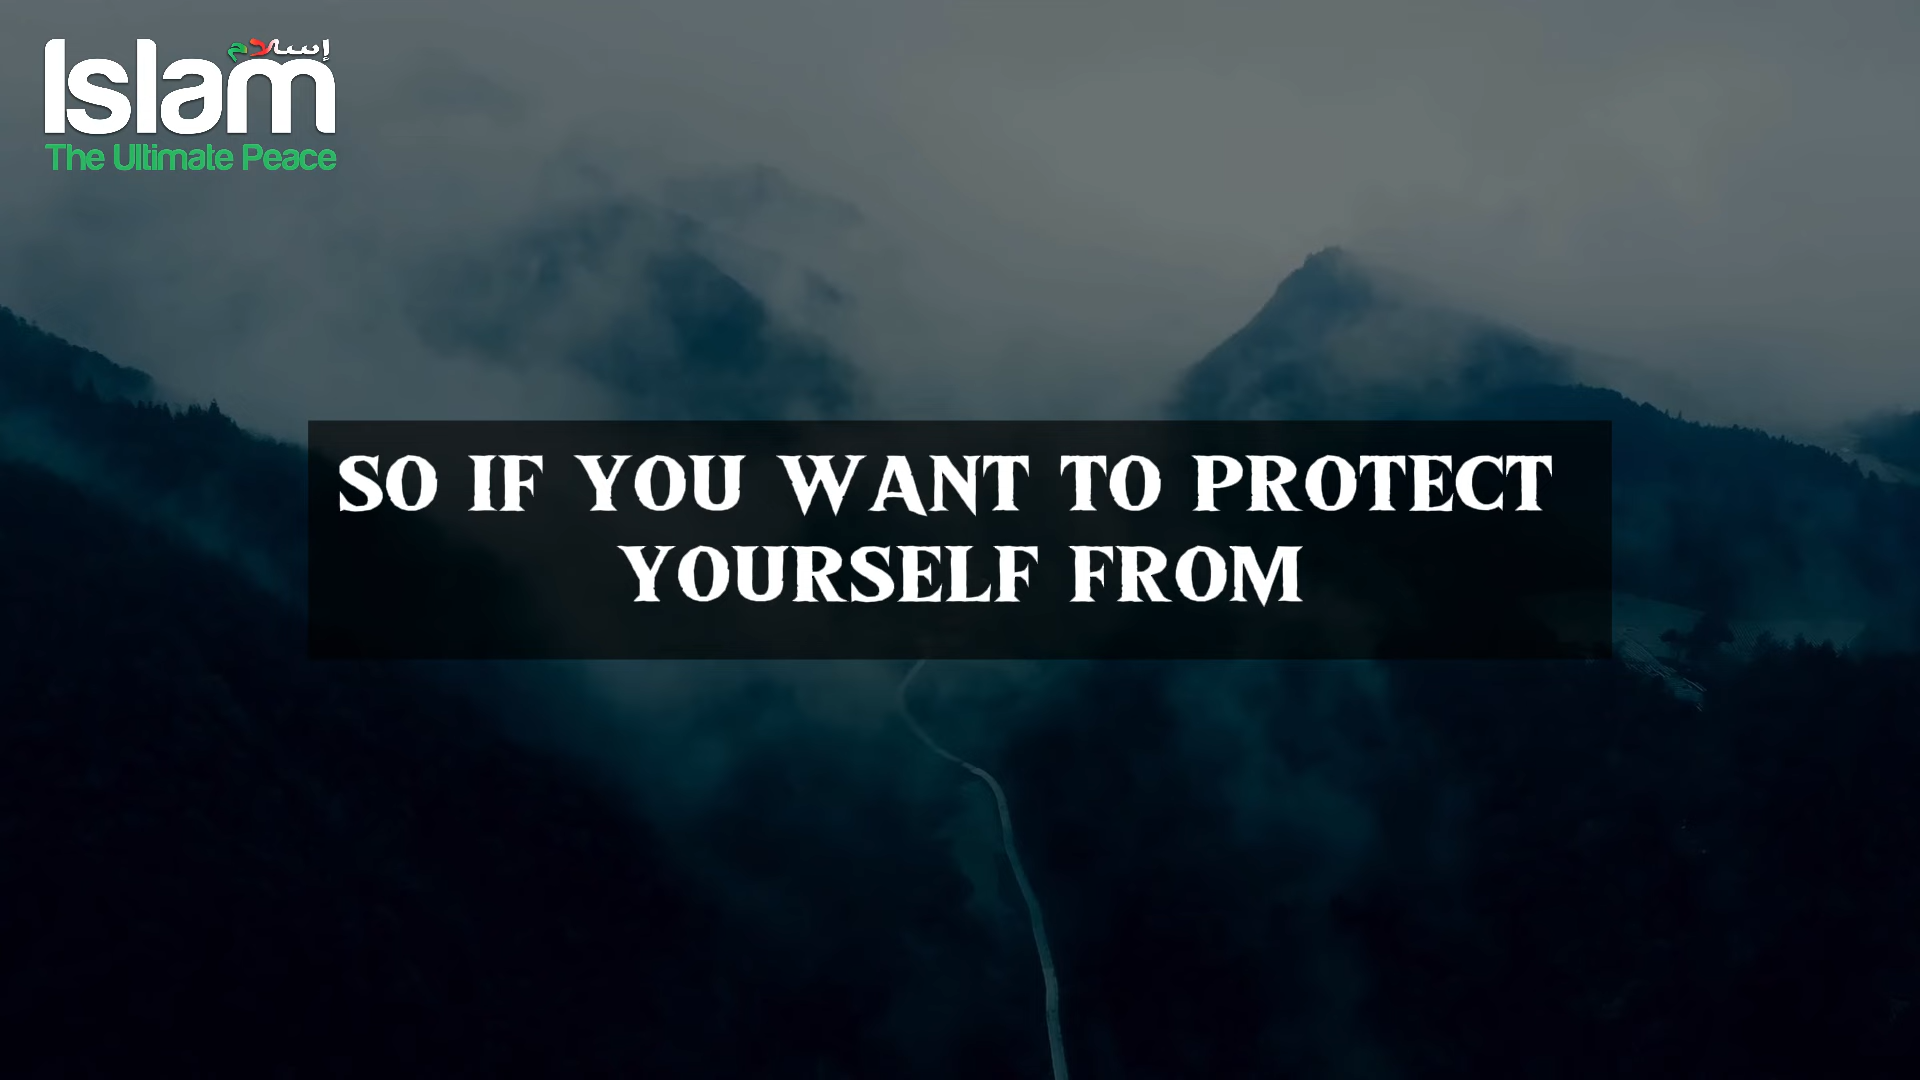 إسلام
Islam
The Ultimate Peace
SO IF YOU WANT TO PROTECT
YOURSELF FROM